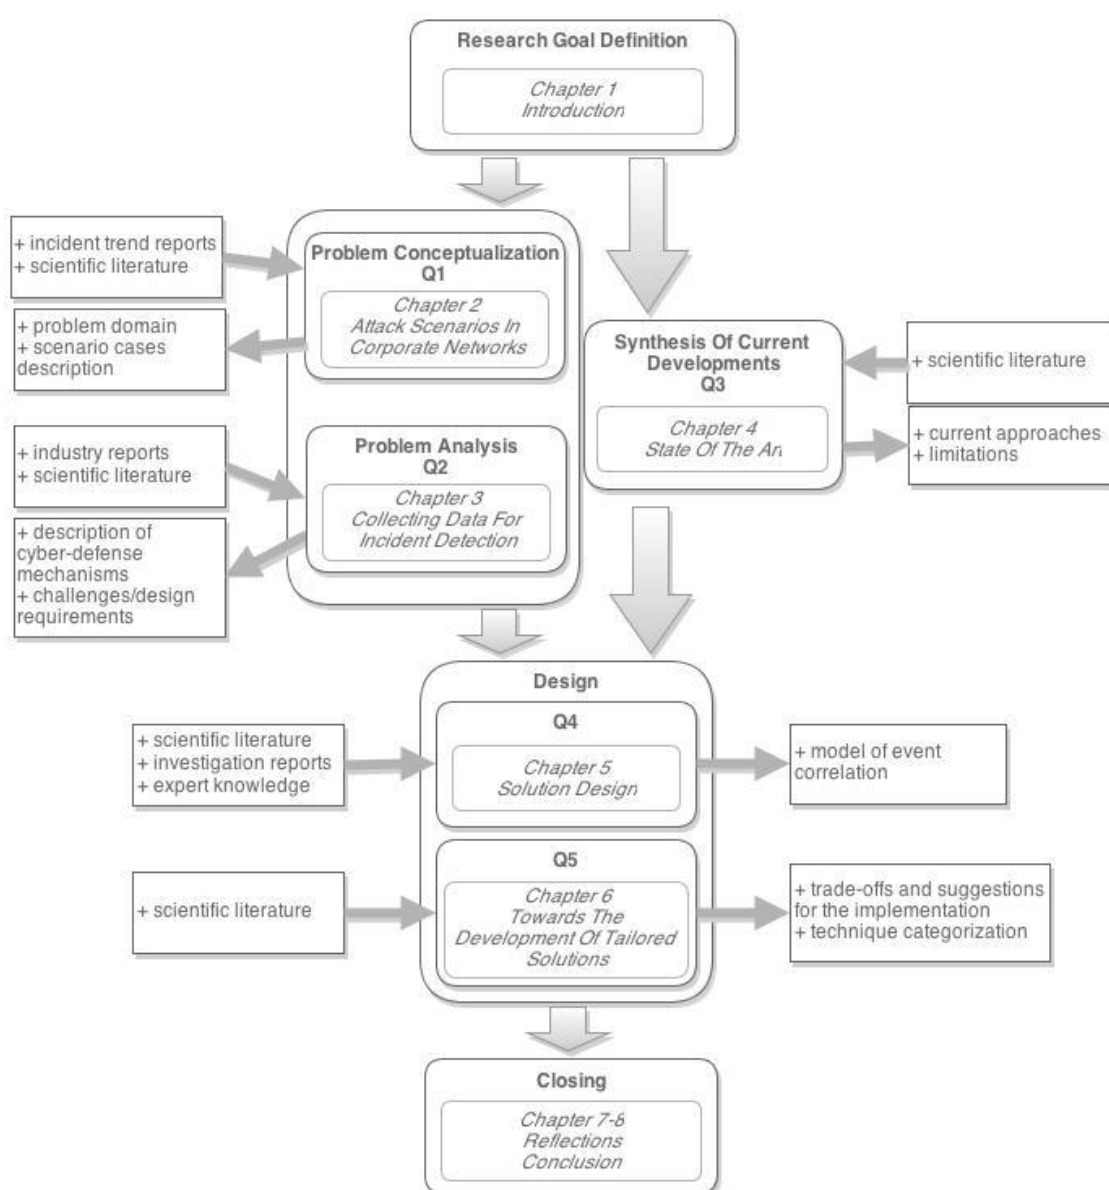 Research Goal Definition
Chapter 1
Introduction
+ incident trend reports
+ scientific literature
Problem Conceptualization
Q1
Chapter 2
Attack Scenarios In
Corporate Networks
+ problem domain
+ scenario cases
description
Synthesis Of Current
Developments
Q3
Chapter 4
State Of The Art
+ scientific literature
+ current approaches
+ limitations
+ industry reports
+ scientific literature
Problem Analysis
Q2
Chapter 3
Collecting Data For
Incident Detection
+ description of
cyber-defense
mechanisms
+ challenges/design
requirements
Design
Q4
Chapter 5
Solution Design
+ scientific literature
+ investigation reports
+ expert knowledge
+ model of event
correlation
Q5
Chapter 6
Towards The
Development Of Tailored
Solutions
+ scientific literature
+ trade-offs and suggestions
for the implementation
+ technique categorization
Closing
Chapter 7-8
Reflections
Conclusion